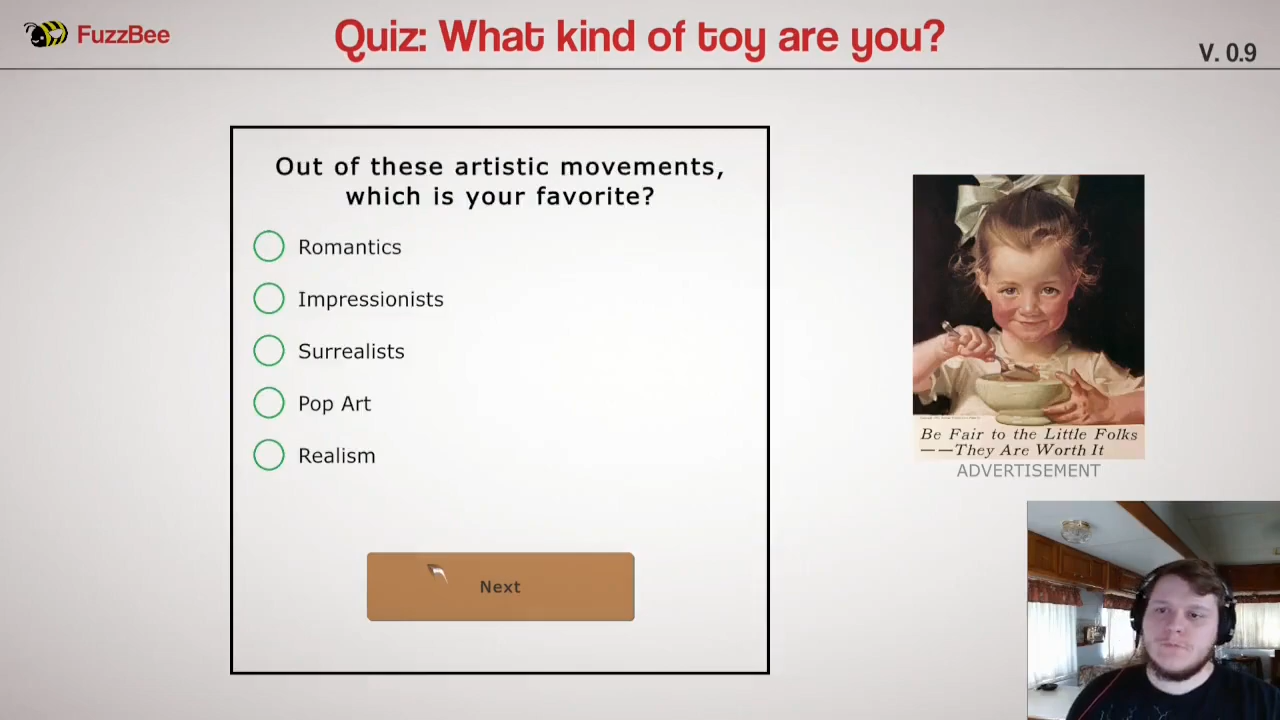 FuzzBee
Quiz: What kind of toy are you?
V. 0.9
Out of these artistic movements,
which is your favorite?
Romantics
Impressionists
Surrealists
Pop Art
Realism
Next
Be Fair to the Little Folks
——They Are Worth It
ADVERTISEMENT